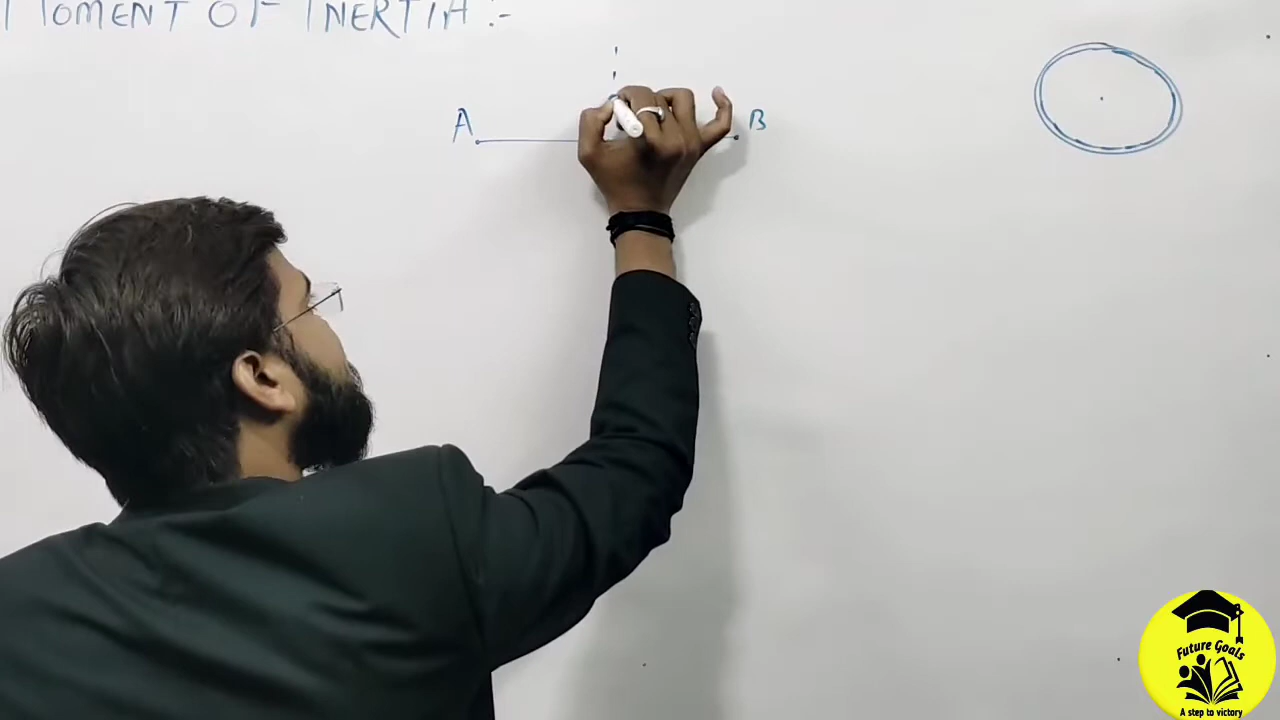 MOMENT OF INERTIA :-
A
B
Future Goals
A step to victory